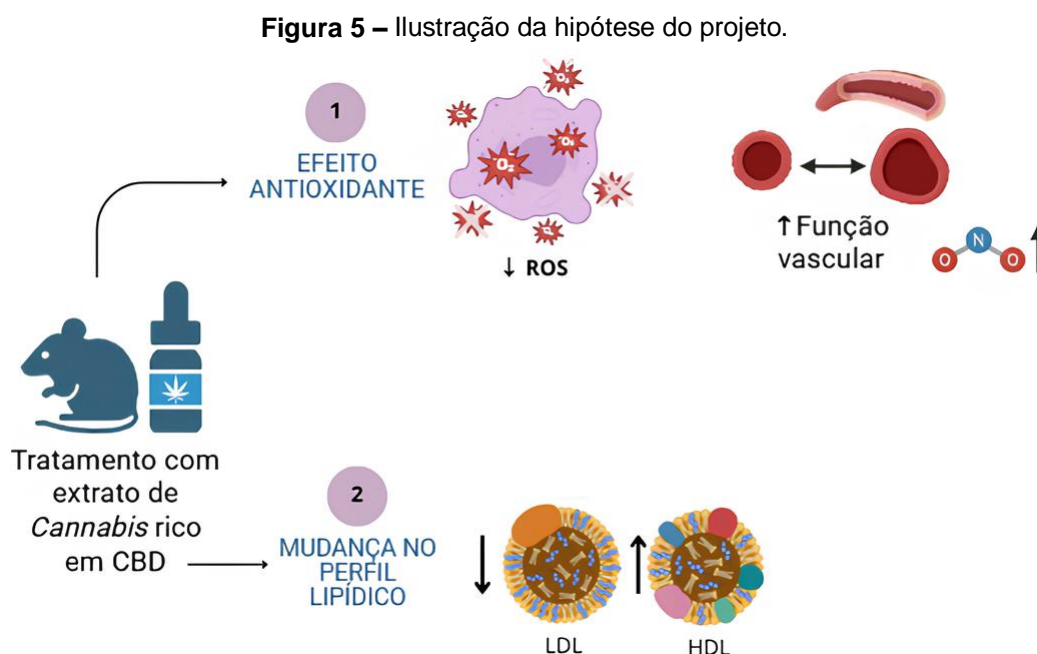 Figura 5 – Ilustração da hipótese do projeto.
1
EFEITO
ANTIOXIDANTE
↓ ROS
↑ Função
vascular
O N O
Tratamento com
extrato de
Cannabis rico
em CBD
2
MUDANÇA NO
PERFIL
LIPÍDICO
LDL
HDL